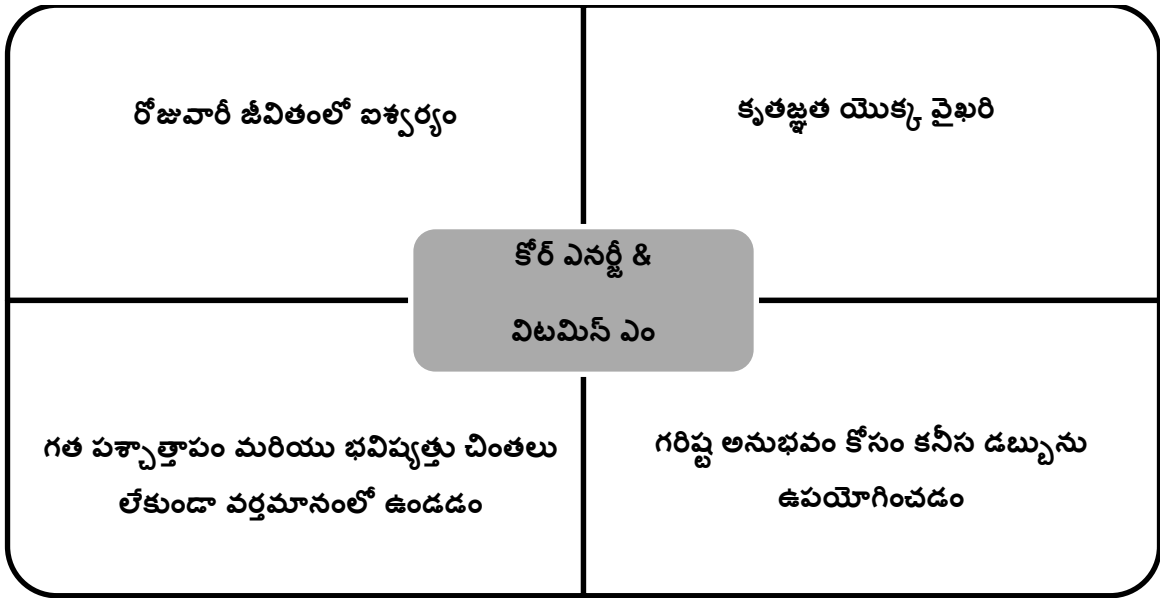 రోజువారీ జీవితంలో ఐశ్వర్యం
కృతజ్ఞత యొక్క వైఖరి
కోర్ ఎనర్జీ &
విటమిన్ ఎం
గత పశ్చాత్తాపం మరియు భవిష్యత్తు చింతలు
లేకుండా వర్తమానంలో ఉండడం
గరిష్ట అనుభవం కోసం కనీస డబ్బును
ఉపయోగించడం